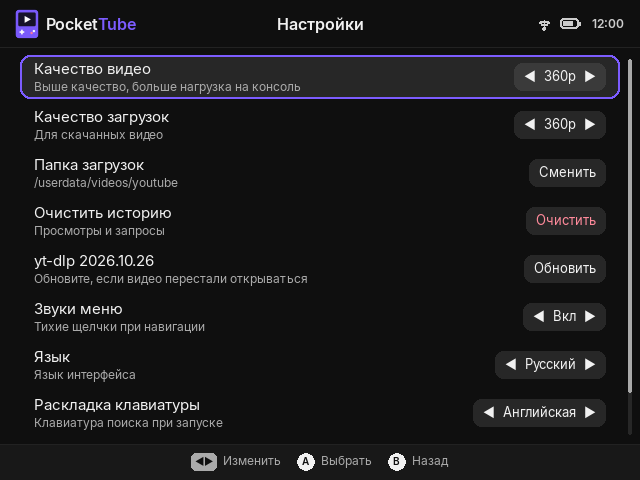 PocketTube
Настройки
12:00
Качество видео
Выше качество, больше нагрузка на консоль
◀ 360p ▶
Качество загрузок
Для скачанных видео
◀ 360p ▶
Папка загрузок
/userdata/videos/youtube
Сменить
Очистить историю
Просмотры и запросы
Очистить
yt-dlp 2026.10.26
Обновите, если видео перестали открываться
Обновить
Звуки меню
Тихие щелчки при навигации
◀ Вкл ▶
Язык
Язык интерфейса
◀ Русский ▶
Раскладка клавиатуры
Клавиатура поиска при запуске
◀ Английская ▶
◀▶ Изменить A Выбрать B Назад